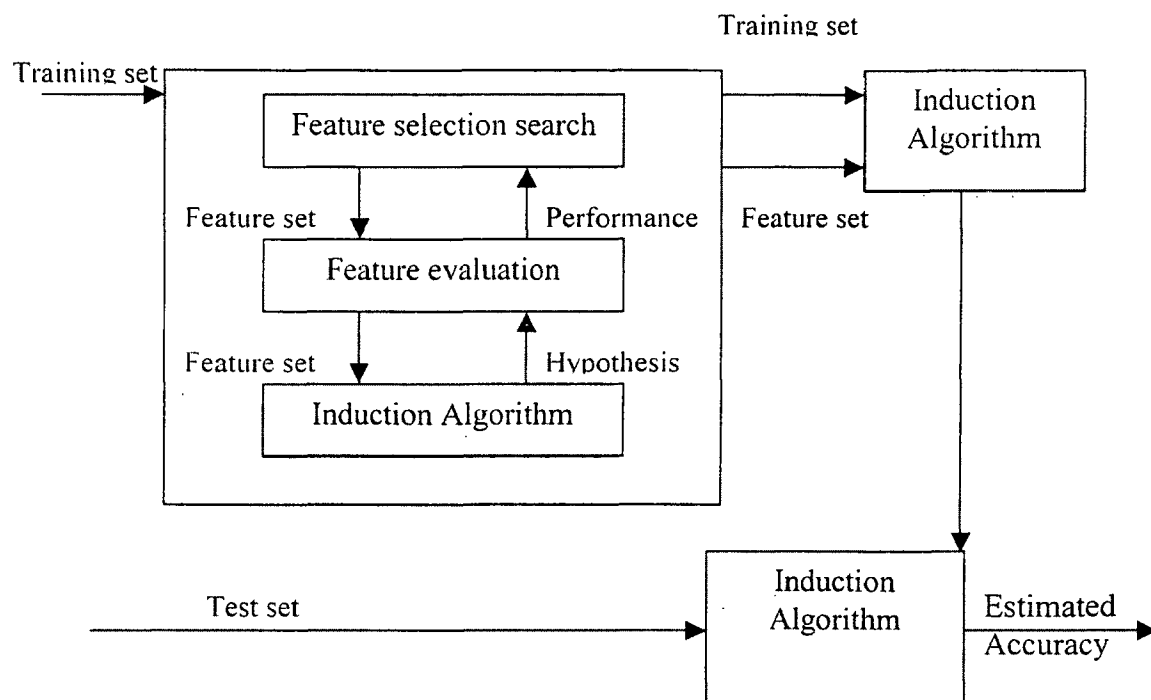 Training set
Training set
Feature selection search
Induction
Algorithm
Feature set
Performance
Feature set
Feature evaluation
Feature set
Hypothesis
Induction Algorithm
Induction
Algorithm
Test set
Estimated
Accuracy